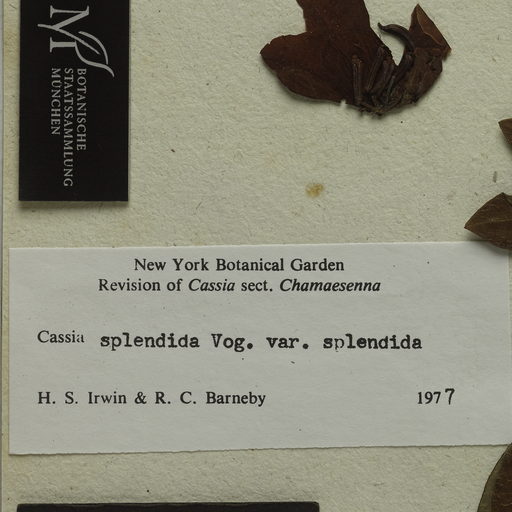 M
BOTANISCHE
STAATSSAMMLUNG
MÜNCHEN
New York Botanical Garden
Revision of Cassia sect. Chamaesenna
Cassia splendida Vog. var. splendida
H. S. Irwin & R. C. Barneby 1977